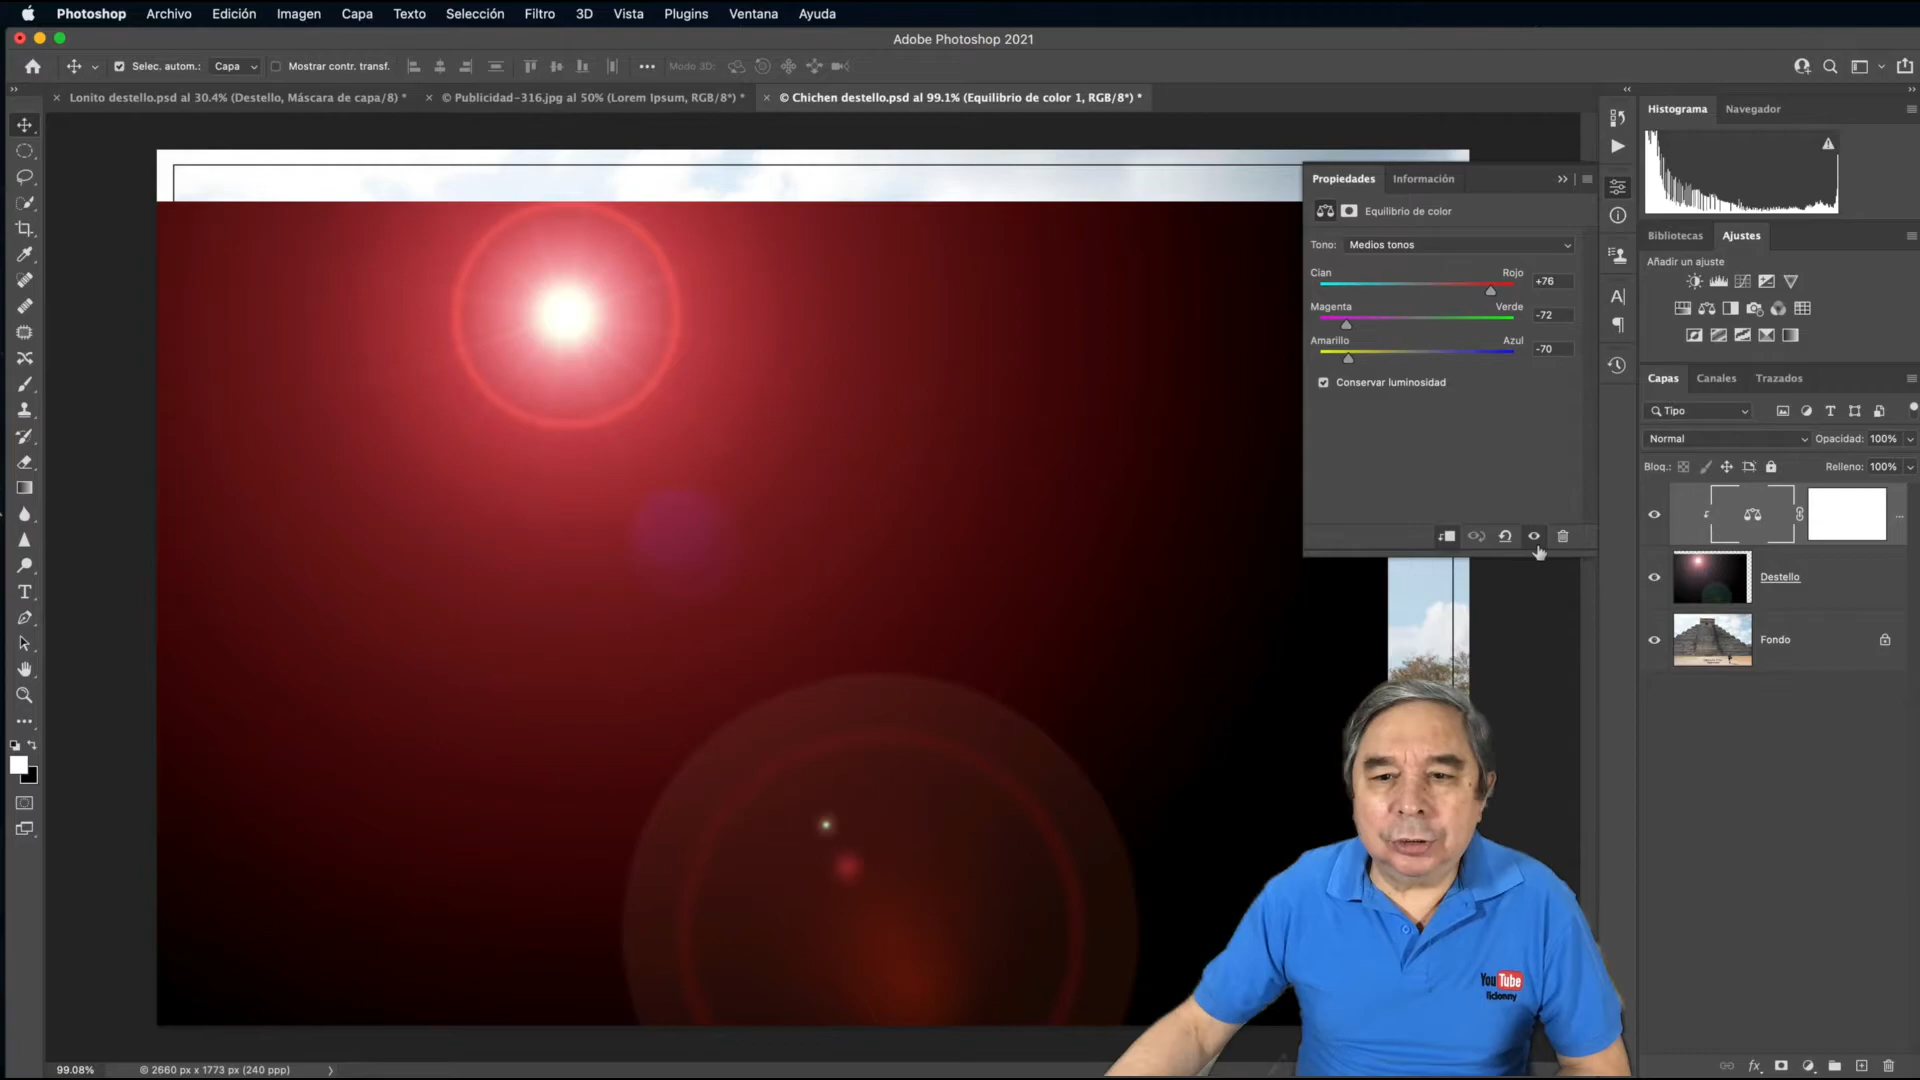 Photoshop Archivo Edición Imagen Capa Texto Selección Filtro 3D Vista Plugins Ventana Ayuda
Adobe Photoshop 2021
Selec. autom.: Capa Mostrar contr. transf. Modo 3D:
Lonito destello.psd al 30.4% (Destello, Máscara de capa/8) * © Publicidad-316.jpg al 50% (Lorem Ipsum, RGB/8*) * © Chichen destello.psd al 99.1% (Equilibrio de color 1, RGB/8*) *
Histograma Navegador
Propiedades Información
Equilibrio de color
Tono: Medios tonos
Cian Rojo +76
Magenta Verde -72
Amarillo Azul -70
Conservar luminosidad
Bibliotecas Ajustes
Añadir un ajuste
Capas Canales Trazados
Tipo
Normal Opacidad: 100%
Bloq.: Relleno: 100%
Destello
Fondo
You Tube
99.08% © 2660 px x 1773 px (240 ppp)